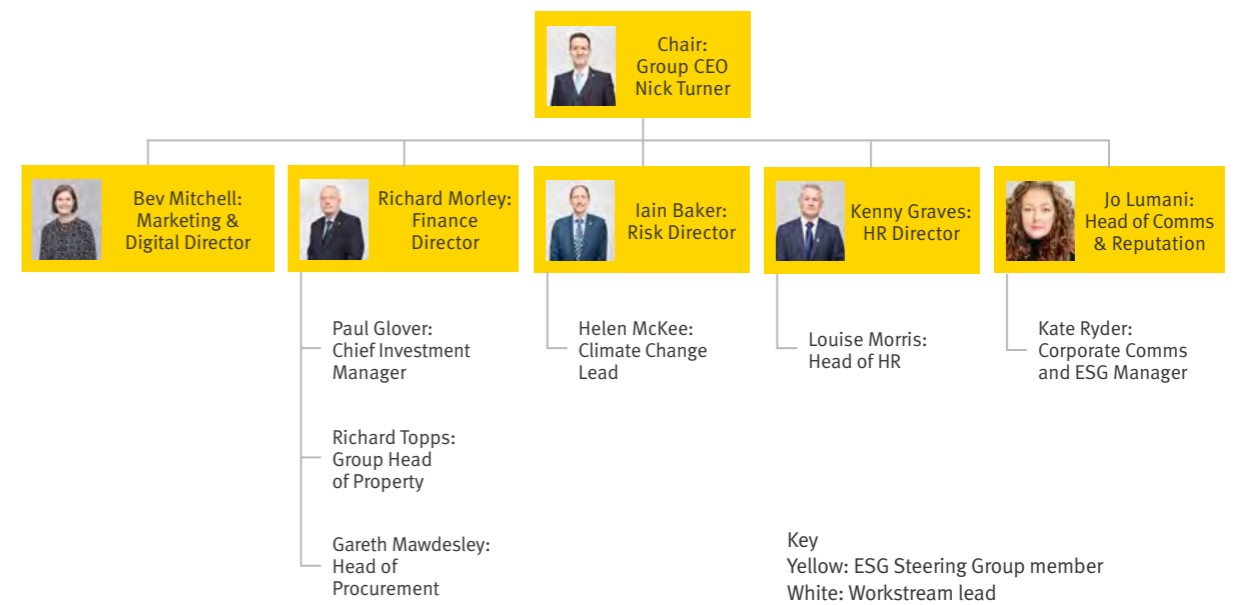 Chair:
Group CEO
Nick Turner
Bev Mitchell:
Marketing &
Digital Director
Richard Morley:
Finance
Director
Iain Baker:
Risk Director
Kenny Graves:
HR Director
Jo Lumani:
Head of Comms
& Reputation
Paul Glover:
Chief Investment
Manager
Richard Topps:
Group Head
of Property
Gareth Mawdesley:
Head of
Procurement
Helen McKee:
Climate Change
Lead
Louise Morris:
Head of HR
Kate Ryder:
Corporate Comms
and ESG Manager
Key
Yellow: ESG Steering Group member
White: Workstream lead